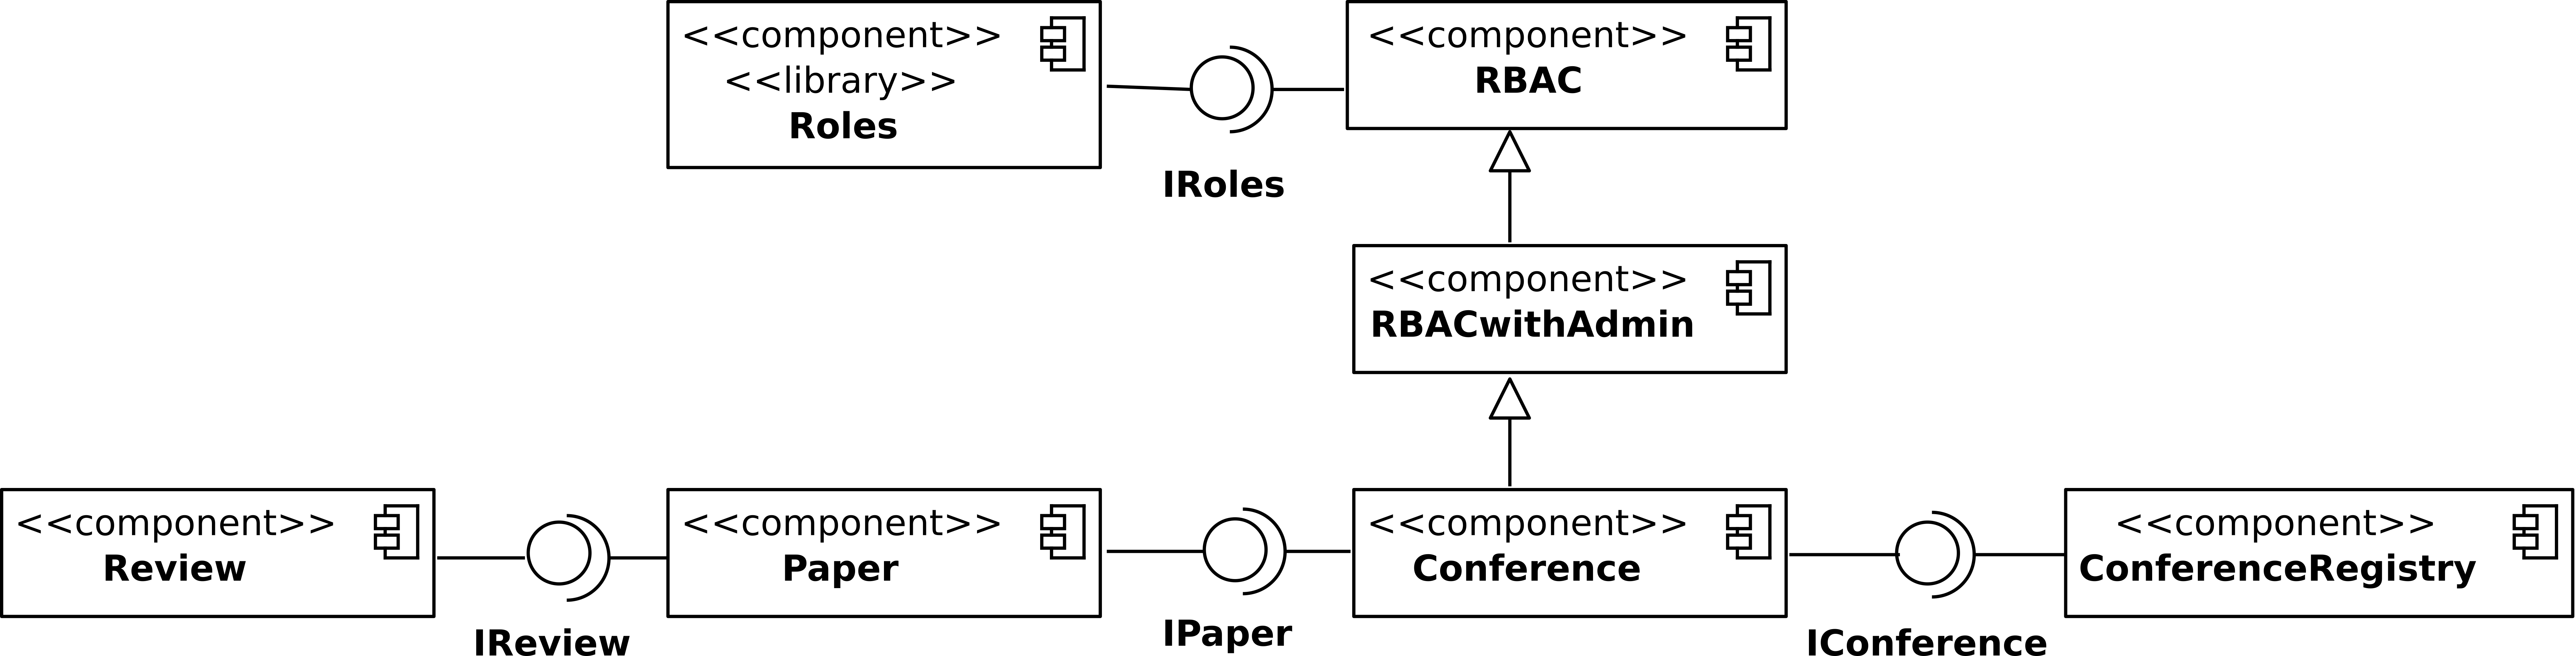 <<component>>
<<library>>
Roles
IRoles
<<component>>
RBAC
<<component>>
RBACwithAdmin
<<component>>
Review
IReview
<<component>>
Paper
IPaper
<<component>>
Conference
IConference
<<component>>
ConferenceRegistry